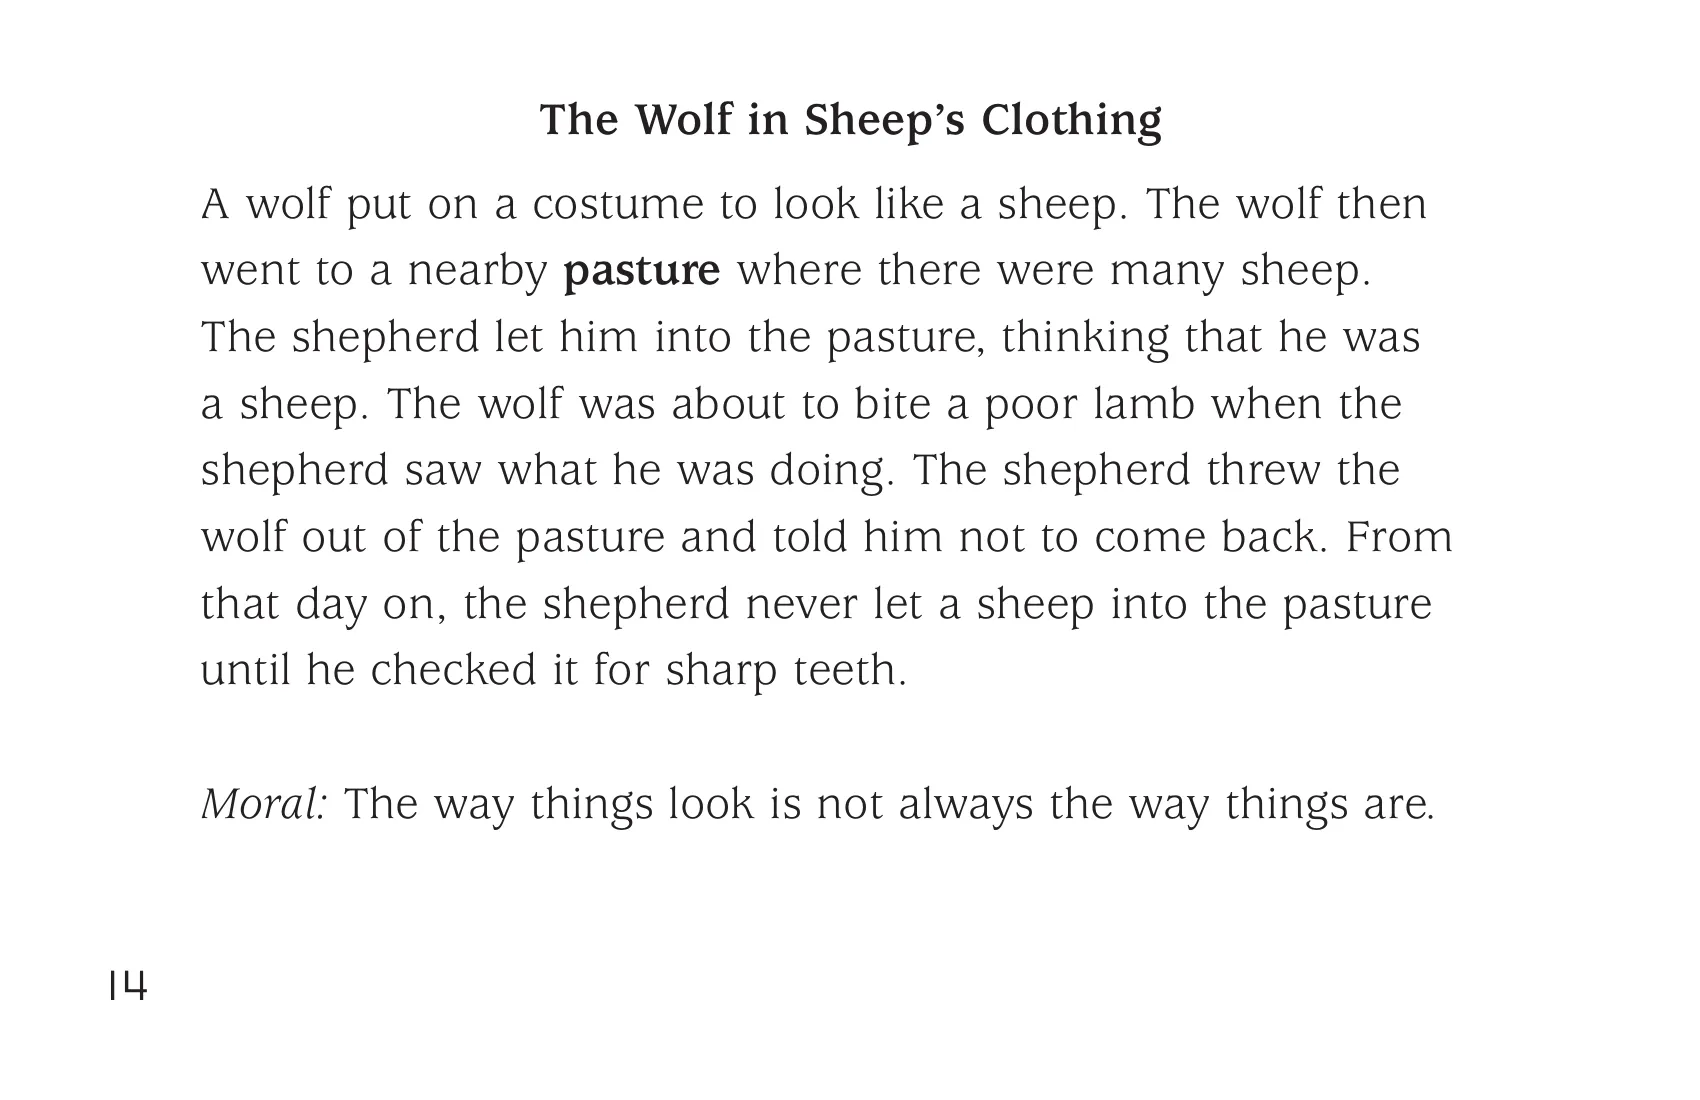 The Wolf in Sheep’s Clothing
A wolf put on a costume to look like a sheep. The wolf then
went to a nearby pasture where there were many sheep.
The shepherd let him into the pasture, thinking that he was
a sheep. The wolf was about to bite a poor lamb when the
shepherd saw what he was doing. The shepherd threw the
wolf out of the pasture and told him not to come back. From
that day on, the shepherd never let a sheep into the pasture
until he checked it for sharp teeth.
Moral: The way things look is not always the way things are.
14